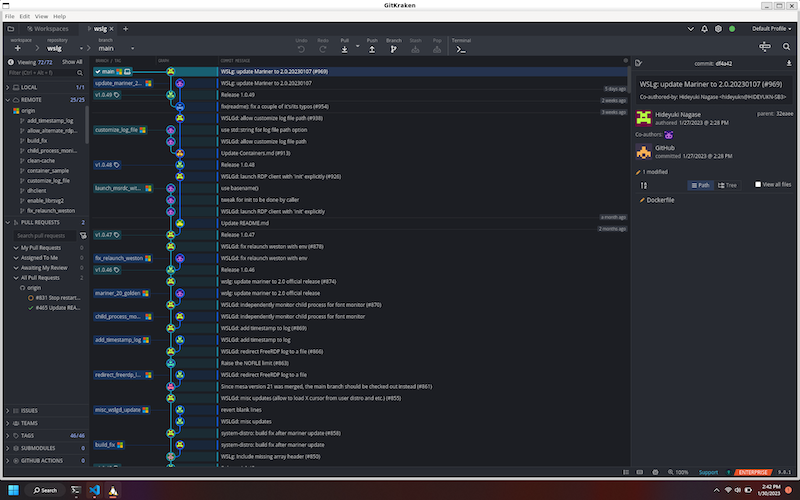 GitKraken
File Edit View Help
Workspaces
wslg
Default Profile
workspace
repository
wslg
branch
main
Undo
Redo
Pull
Push
Branch
Stash
Pop
Terminal
Viewing 72/72 Show All
Filter (Ctrl + Alt + f)
LOCAL 1/1
REMOTE 25/25
origin
add_timestamp_log
allow_alternate_rdp...
build_fix
child_process_moni...
clean-cache
container_sample
customize_log_file
dhclient
enable_librsvg2
fix_relaunch_weston
PULL REQUESTS 2
Search pull requests
My Pull Requests
Assigned To Me
Awaiting My Review
All Pull Requests
origin
#831 Stop restart...
#465 Update REA...
ISSUES
TEAMS
TAGS 46/46
SUBMODULES 8
GITHUB ACTIONS 0
BRANCH / TAG
GRAPH
COMMIT MESSAGE
main WSLg: update Mariner to 2.0.20230107 (#969)
update_mariner_2... WSLg: update Mariner to 2.0.20230107
5 days ago
v1.0.49 Release 1.0.49
2 weeks ago
fix(readme): fix a couple of it's/its typos (#954)
3 weeks ago
WSLGd: allow customize log file path (#938)
customize_log_file use std::string for log file path option
WSLGd: allow customize log file path
Update Containers.md (#913)
v1.0.48 Release 1.0.48
WSLGd: launch RDP client with 'init' explicitly (#926)
launch_msrdc_wit... use basename()
tweak for init to be done by caller
WSLGd: launch RDP client with 'init' explicitly
a month ago
Update README.md
2 months ago
v1.0.47 Release 1.0.47
WSLGd: fix relaunch weston with env (#878)
fix_relaunch_weston WSLGd: fix relaunch weston with env
v1.0.46 Release 1.0.46
wslg: update mariner to 2.0 official release (#874)
mariner_20_golden wslg: update mariner to 2.0 official release
WSLGd: independently monitor child process for font monitor (#870)
child_process_mo... WSLGd: independently monitor child process for font monitor
WSLGd: add timestamp to log (#869)
add_timestamp_log WSLGd: add timestamp to log
WSLGd: redirect FreeRDP log to a file (#866)
Raise the NOFILE limit (#863)
redirect_freerdp_l... WSLGd: redirect FreeRDP log to a file
Since mesa version 21 was merged, the main branch should be checked out instead (#861)
WSLGd: misc updates (allow to load X cursor from user distro and etc.) (#855)
misc_wslgd_update revert blank lines
WSLGd: misc updates
system-distro: build fix after mariner update (#858)
build_fix system-distro: build fix after mariner update
WSLg: Include missing array header (#850)
commit: df4a42
WSLg: update Mariner to 2.0.20230107 (#969)
Co-authored-by: Hideyuki Nagase <hideyukn@HIDEYUKN-SB3>
Hideyuki Nagase
authored 1/27/2023 @ 2:28 PM
parent: 32ease
Co-authors:
GitHub
committed 1/27/2023 @ 2:28 PM
1 modified
Path
Tree
View all files
Dockerfile
100%
Support
ENTERPRISE
9.0.1
Search
2:42 PM
1/30/2023